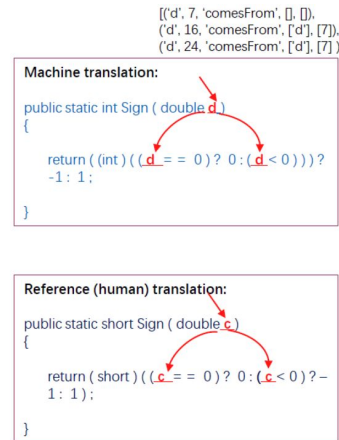 [('d', 7, 'comesFrom', [], []),
('d', 16, 'comesFrom', ['d'], [7]),
('d', 24, 'comesFrom', ['d'], [7] )
Machine translation:
public static int Sign ( double d )
{
return ( (int ) ( ( d = = 0 ) ? 0 : ( d < 0 ) ) ) ?
-1 : 1 ;
}
Reference (human) translation:
public static short Sign ( double c )
{
return ( short ) ( ( c = = 0 ) ? 0 : ( c < 0 ) ? –
1 : 1 ) ;
}